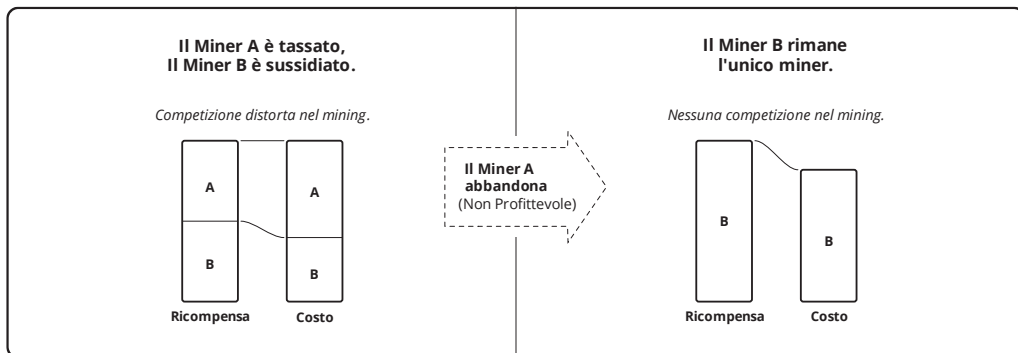 Il Miner A è tassato,
Il Miner B è sussidiato.
Competizione distorta nel mining.
A
A
B
B
Ricompensa
Costo
Il Miner A
abbandona
(Non Profittevole)
Il Miner B rimane
l'unico miner.
Nessuna competizione nel mining.
B
B
Ricompensa
Costo